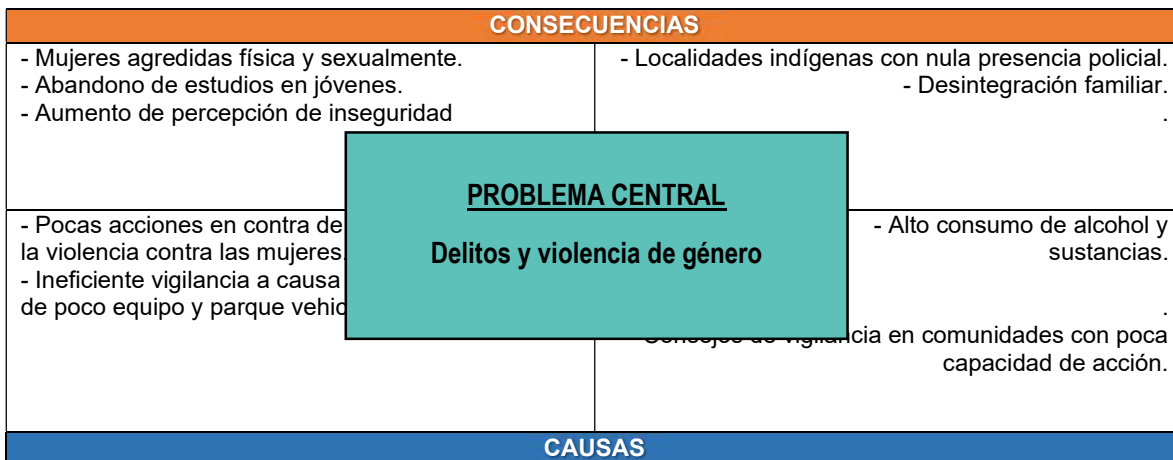 CONSECUENCIAS
- Mujeres agredidas física y sexualmente.
- Abandono de estudios en jóvenes.
- Aumento de percepción de inseguridad
- Localidades indígenas con nula presencia policial.
- Desintegración familiar.
.
PROBLEMA CENTRAL
Delitos y violencia de género
- Pocas acciones en contra de
la violencia contra las mujeres.
- Ineficiente vigilancia a causa
de poco equipo y parque
- Alto consumo de alcohol y
sustancias.
.
de vigilancia en comunidades con poca
capacidad de acción.
CAUSAS